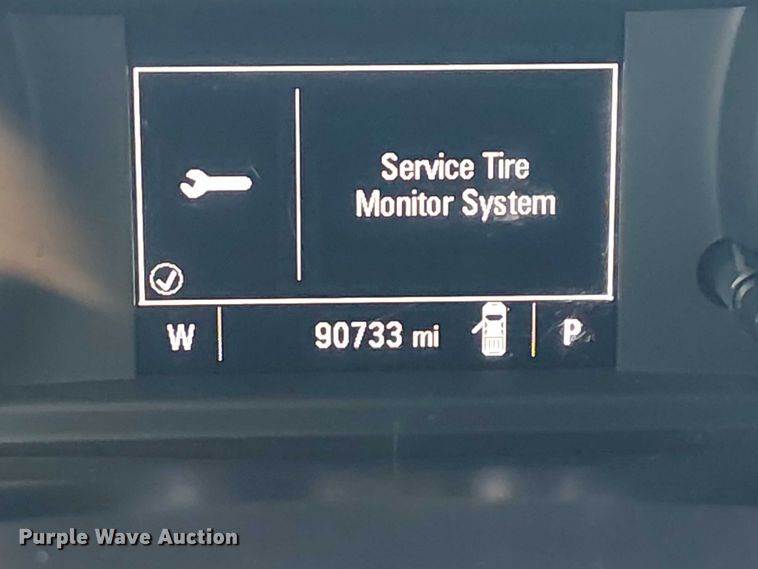 Service Tire
Monitor System
W 90733 mi P
Purple Wave Auction